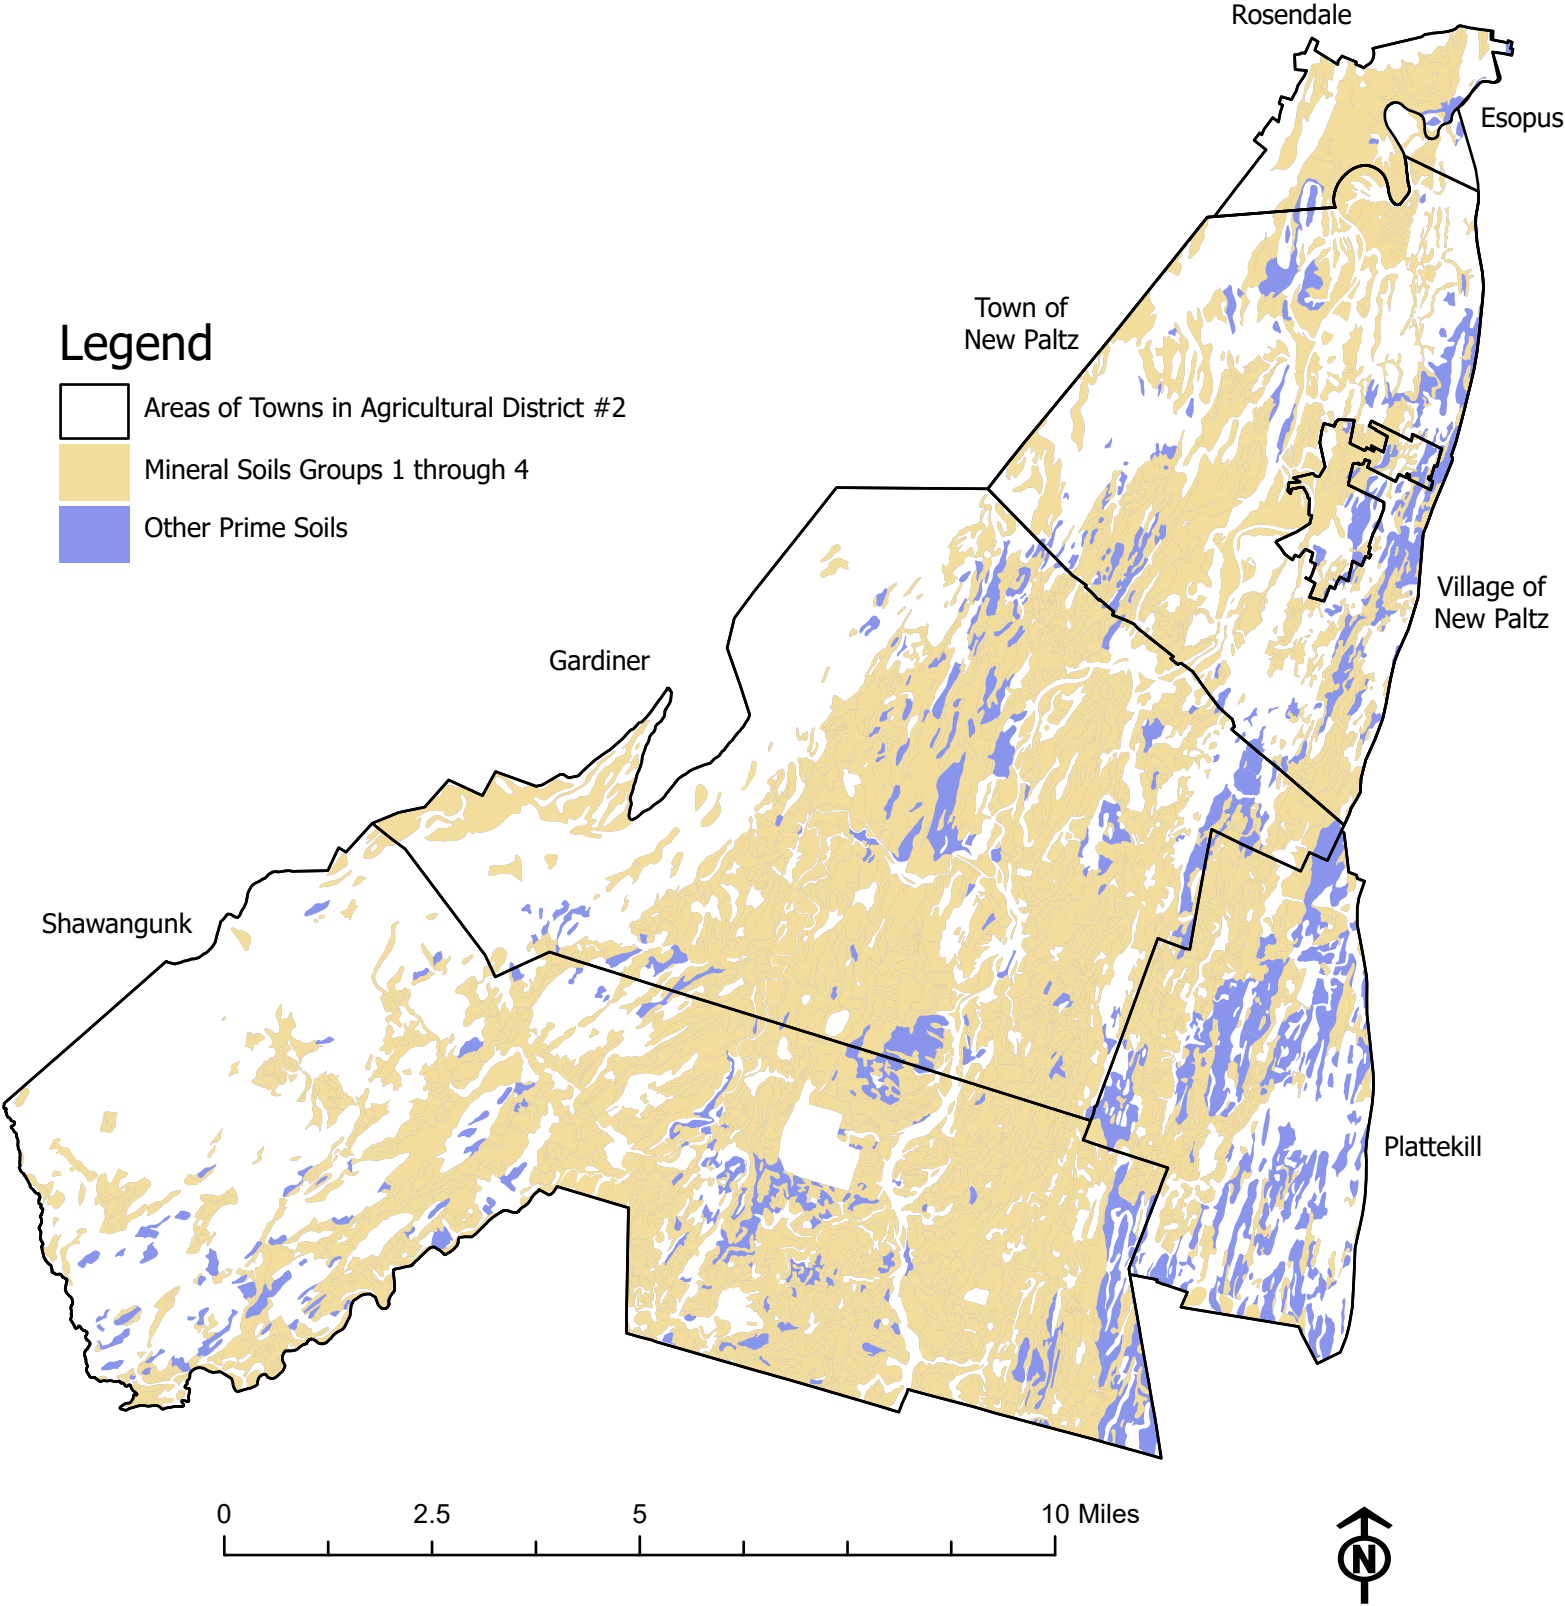 Rosendale
Esopus
Town of
New Paltz
Legend
Areas of Towns in Agricultural District #2
Mineral Soils Groups 1 through 4
Other Prime Soils
Village of
New Paltz
Gardiner
Shawangunk
Plattekill
0 2.5 5 10 Miles
N